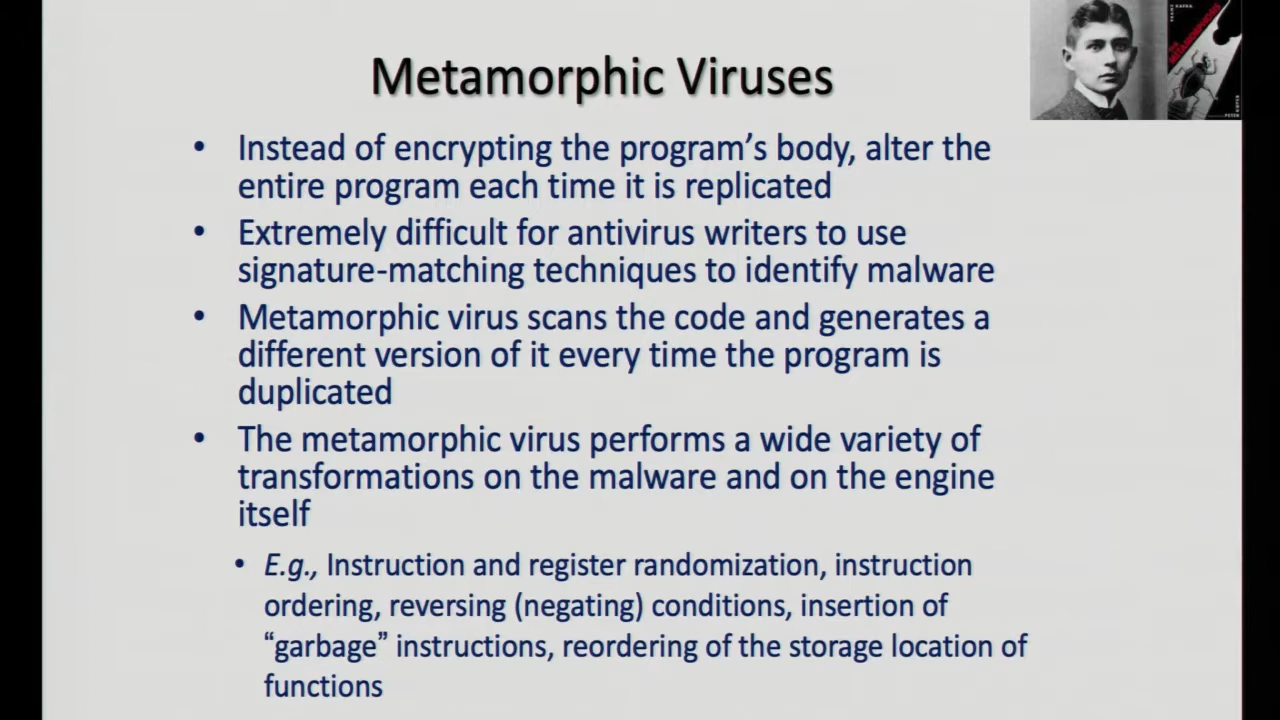 FRANZ KAFKA
THE
METAMORPHOSIS
Metamorphic Viruses
• Instead of encrypting the program’s body, alter the
entire program each time it is replicated
• Extremely difficult for antivirus writers to use
signature-matching techniques to identify malware
• Metamorphic virus scans the code and generates a
different version of it every time the program is
duplicated
• The metamorphic virus performs a wide variety of
transformations on the malware and on the engine
itself
• E.g., Instruction and register randomization, instruction
ordering, reversing (negating) conditions, insertion of
“garbage” instructions, reordering of the storage location of
functions